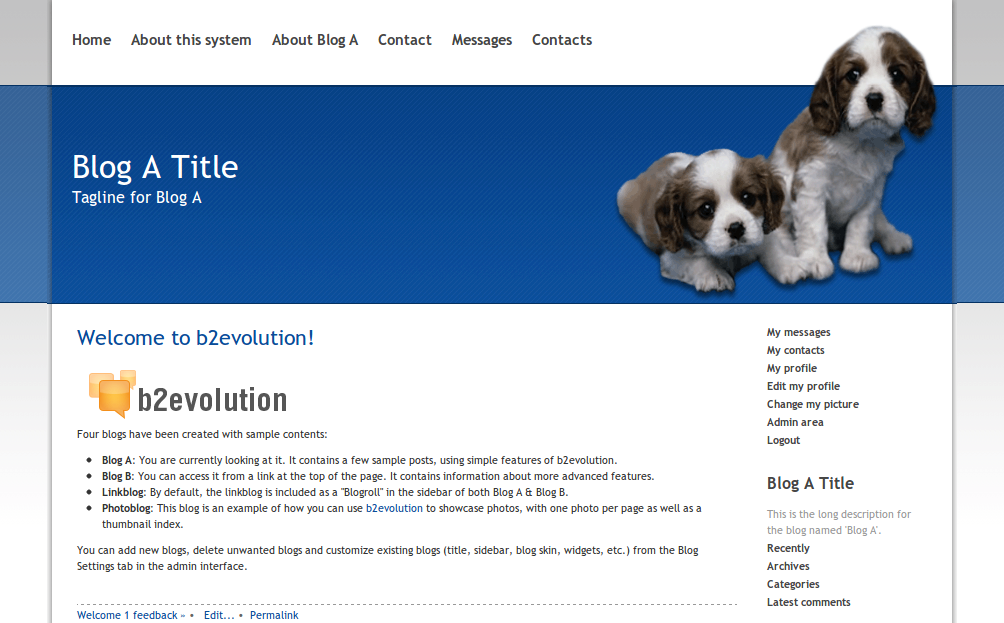 Home About this system About Blog A Contact Messages Contacts
Blog A Title
Tagline for Blog A
Welcome to b2evolution!
b2evolution
Four blogs have been created with sample contents:
• Blog A: You are currently looking at it. It contains a few sample posts, using simple features of b2evolution.
• Blog B: You can access it from a link at the top of the page. It contains information about more advanced features.
• Linkblog: By default, the linkblog is included as a "Blogroll" in the sidebar of both Blog A & Blog B.
• Photoblog: This blog is an example of how you can use b2evolution to showcase photos, with one photo per page as well as a
thumbnail index.
You can add new blogs, delete unwanted blogs and customize existing blogs (title, sidebar, blog skin, widgets, etc.) from the Blog
Settings tab in the admin interface.
Welcome 1 feedback » • Edit... • Permalink
My messages
My contacts
My profile
Edit my profile
Change my picture
Admin area
Logout
Blog A Title
This is the long description for
the blog named 'Blog A'.
Recently
Archives
Categories
Latest comments